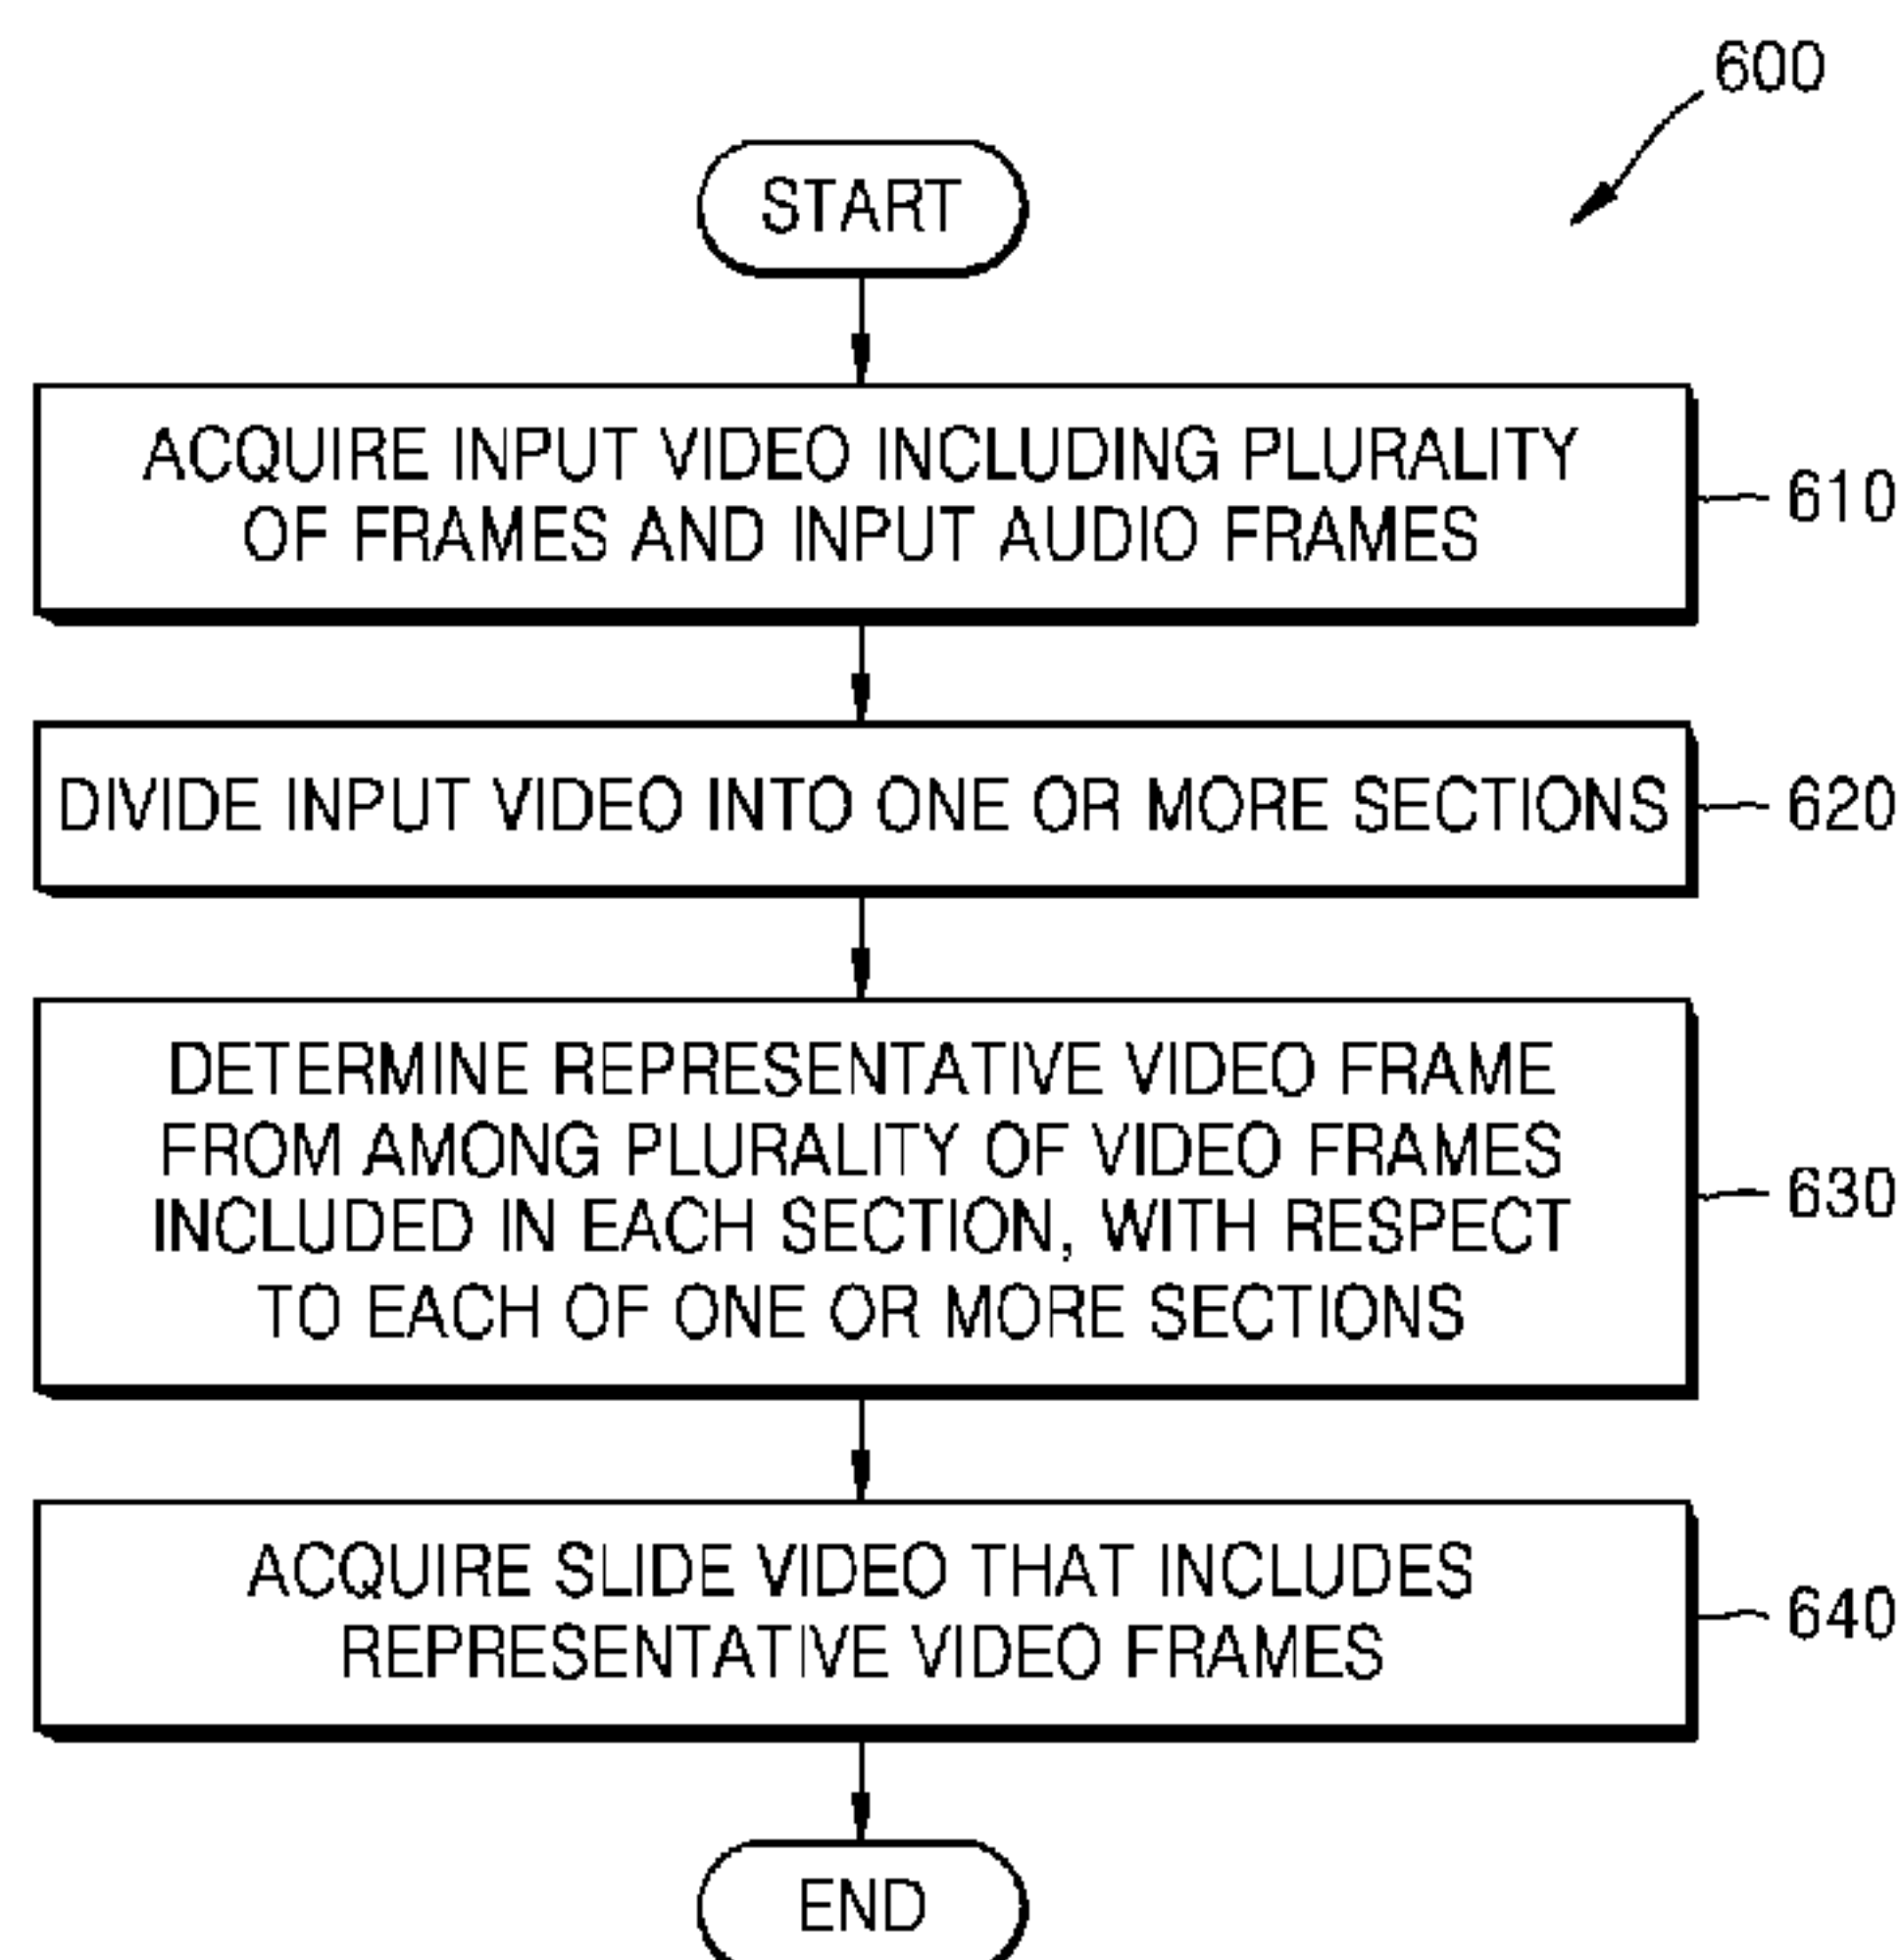 600
START
ACQUIRE INPUT VIDEO INCLUDING PLURALITY
OF FRAMES AND INPUT AUDIO FRAMES
610
DIVIDE INPUT VIDEO INTO ONE OR MORE SECTIONS
620
DETERMINE REPRESENTATIVE VIDEO FRAME
FROM AMONG PLURALITY OF VIDEO FRAMES
INCLUDED IN EACH SECTION, WITH RESPECT
TO EACH OF ONE OR MORE SECTIONS
630
ACQUIRE SLIDE VIDEO THAT INCLUDES
REPRESENTATIVE VIDEO FRAMES
640
END